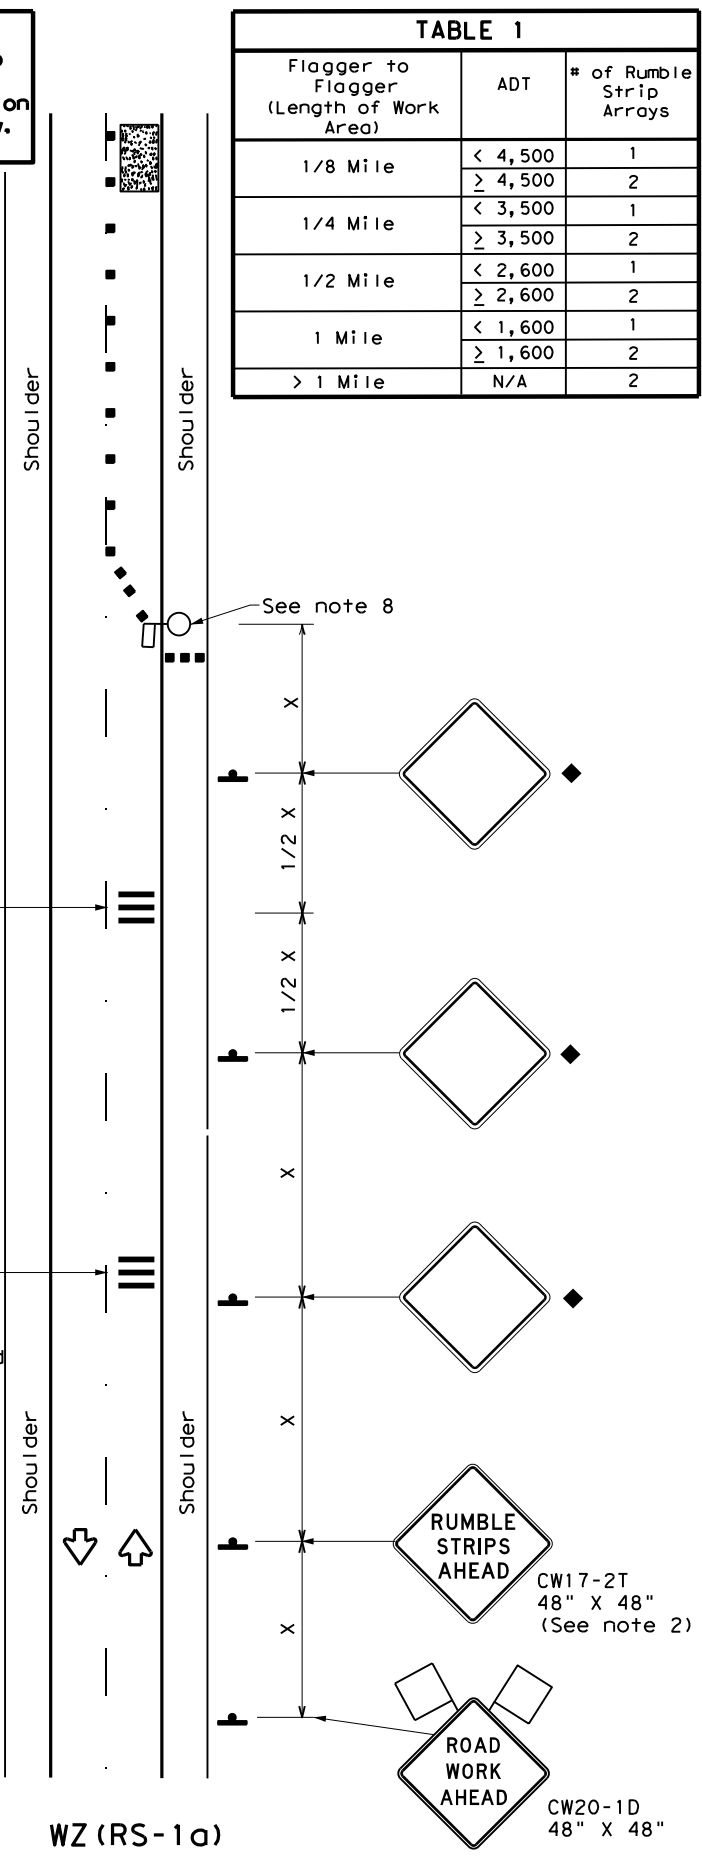 on
TABLE 1
Flagger to
Flagger
(Length of Work
Area)
ADT
# of Rumble
Strip
Arrays
1/8 Mile
< 4,500
1
≥ 4,500
2
1/4 Mile
< 3,500
1
≥ 3,500
2
1/2 Mile
< 2,600
1
≥ 2,600
2
1 Mile
< 1,600
1
≥ 1,600
2
> 1 Mile
N/A
2
Shoulder
Shoulder
See note 8
X
1/2 X
1/2 X
X
X
Shoulder
Shoulder
RUMBLE
STRIPS
AHEAD
CW17-2T
48" X 48"
(See note 2)
X
ROAD
WORK
AHEAD
CW20-1D
48" X 48"
WZ(RS-1a)